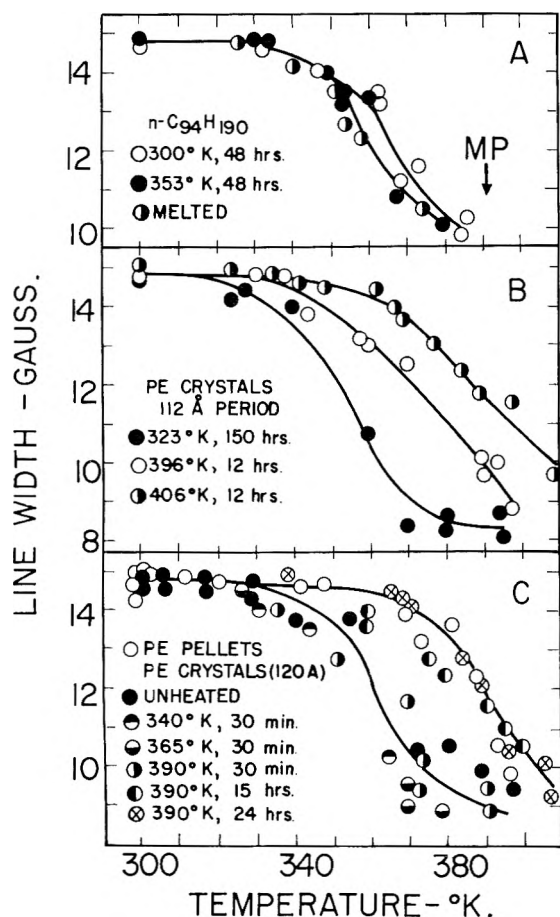 A
14
12
10
n-C94H190
300° K, 48 hrs.
353° K, 48 hrs.
MELTED
MP
B
14
12
10
8
PE CRYSTALS
112 Å PERIOD
323° K, 150 hrs.
396° K, 12 hrs.
406° K, 12 hrs.
C
14
12
10
PE PELLETS
PE CRYSTALS (120A)
UNHEATED
340° K, 30 min.
365° K, 30 min.
390° K, 30 min.
390° K, 15 hrs.
390° K, 24 hrs.
300
340
380
TEMPERATURE-°K.
LINE WIDTH - GAUSS.